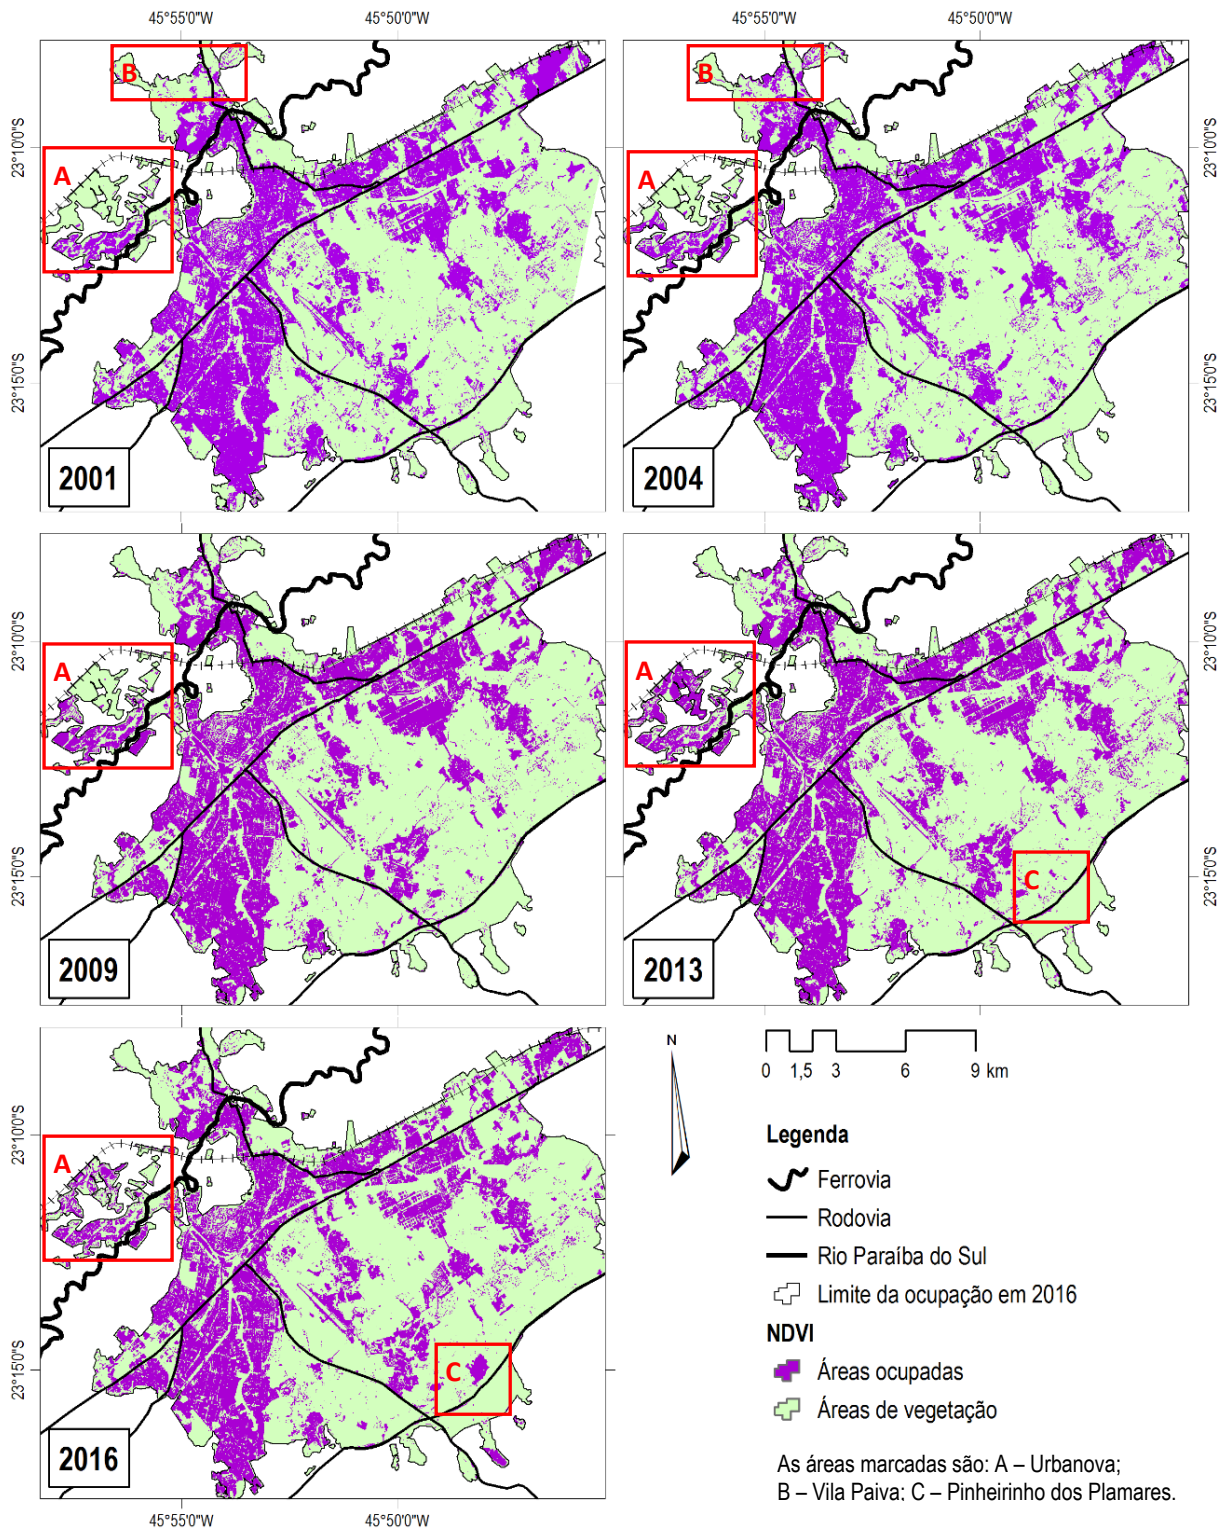 45°55'0"W 45°50'0"W 45°55'0"W 45°50'0"W
B
A
23°10'0"S
23°15'0"S
2001
B
A
23°10'0"S
23°15'0"S
2004
A
23°10'0"S
23°15'0"S
2009
A
C
23°10'0"S
23°15'0"S
2013
A
C
23°10'0"S
23°15'0"S
2016
45°55'0"W 45°50'0"W
N
0 1,5 3 6 9 km
Legenda
Ferrovia
Rodovia
Rio Paraíba do Sul
Limite da ocupação em 2016
NDVI
Áreas ocupadas
Áreas de vegetação
As áreas marcadas são: A – Urbanova;
B – Vila Paiva; C – Pinheirinho dos Plamares.